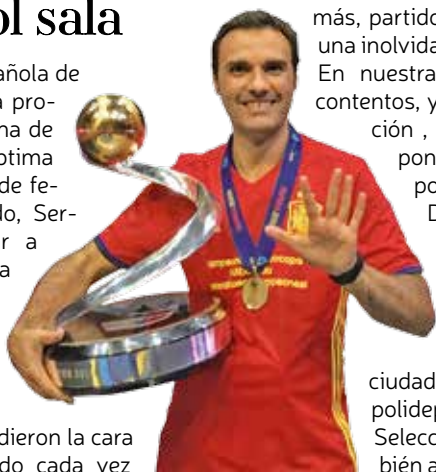 ol sala
añola de
a pro-
na de
ptima
de fe-
do, Ser-
r a
a
dieron la cara
do cada vez
más, partido
una inolvida
En nuestra
contentos, y
ción ,
pon
po
D
ciudad
polidep
Selecc
bién a